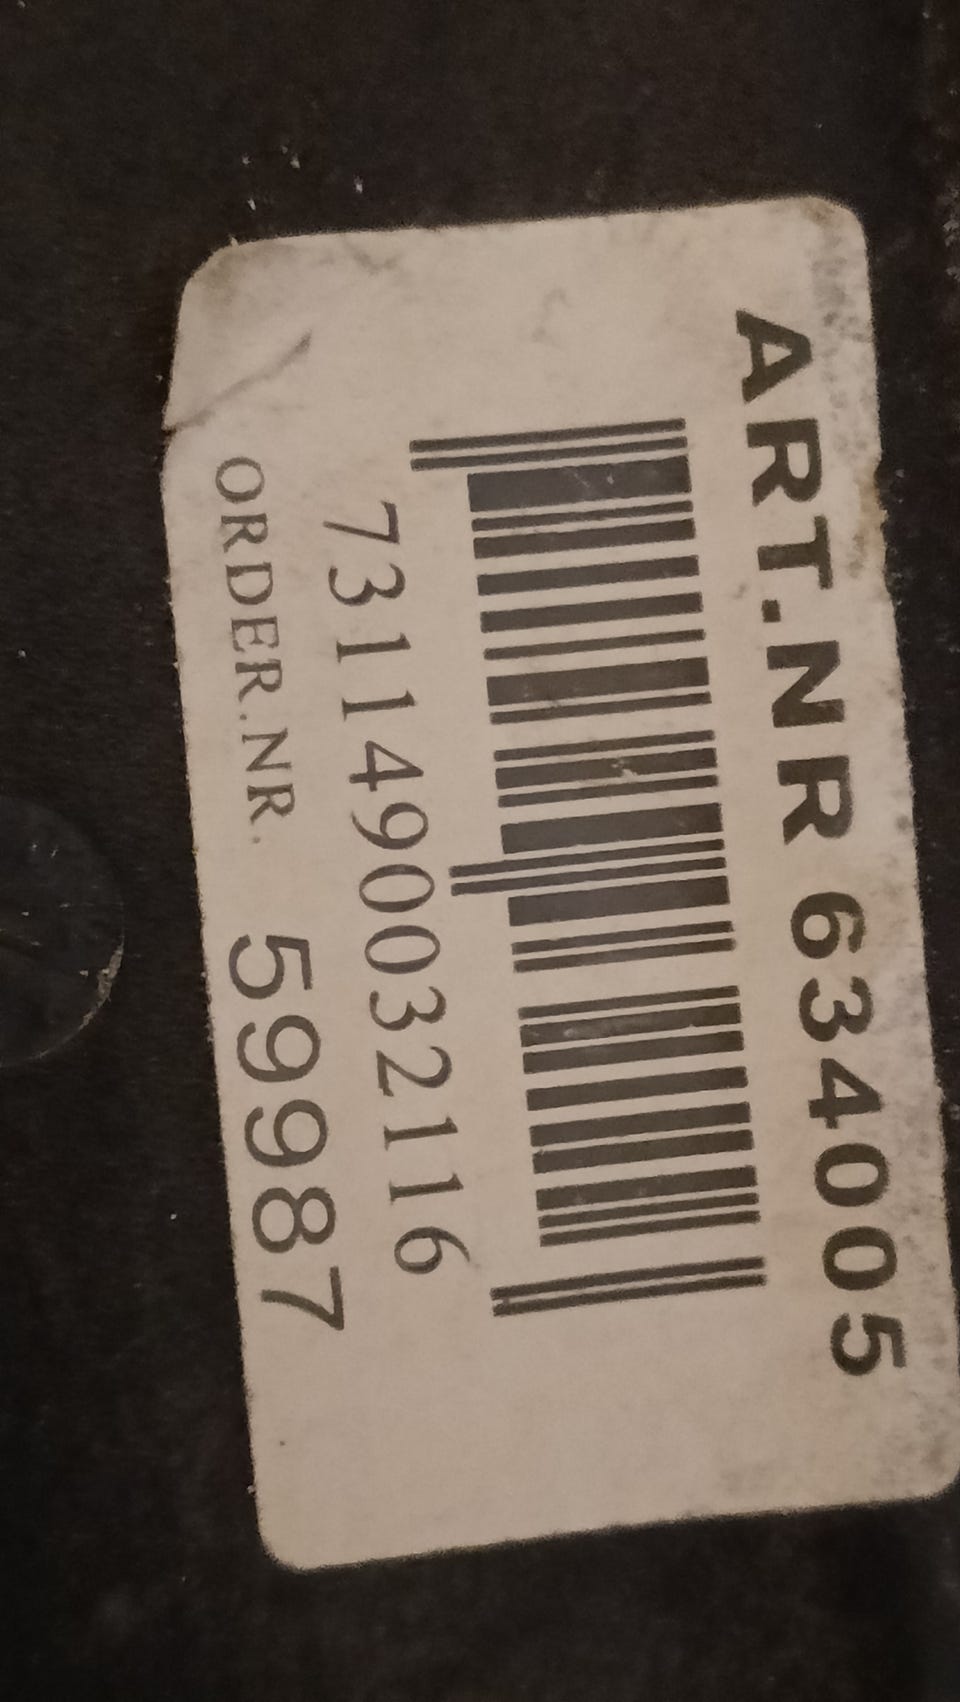 ART.NR 634005
7311490032116
ORDER.NR. 59987